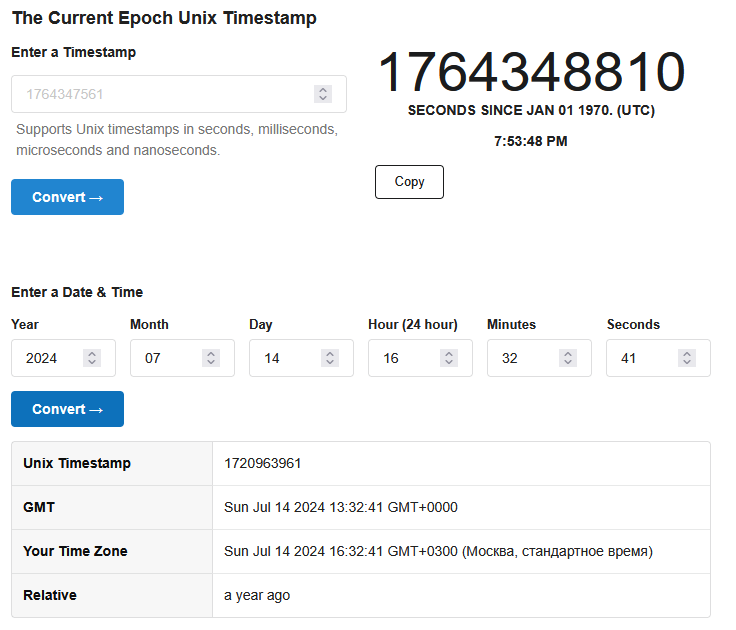 The Current Epoch Unix Timestamp
Enter a Timestamp
1764347561
Supports Unix timestamps in seconds, milliseconds,
microseconds and nanoseconds.
Convert →
1764348810
SECONDS SINCE JAN 01 1970. (UTC)
7:53:48 PM
Copy
Enter a Date & Time
Year Month Day Hour (24 hour) Minutes Seconds
2024 07 14 16 32 41
Convert →
Unix Timestamp 1720963961
GMT Sun Jul 14 2024 13:32:41 GMT+0000
Your Time Zone Sun Jul 14 2024 16:32:41 GMT+0300 (Москва, стандартное время)
Relative a year ago